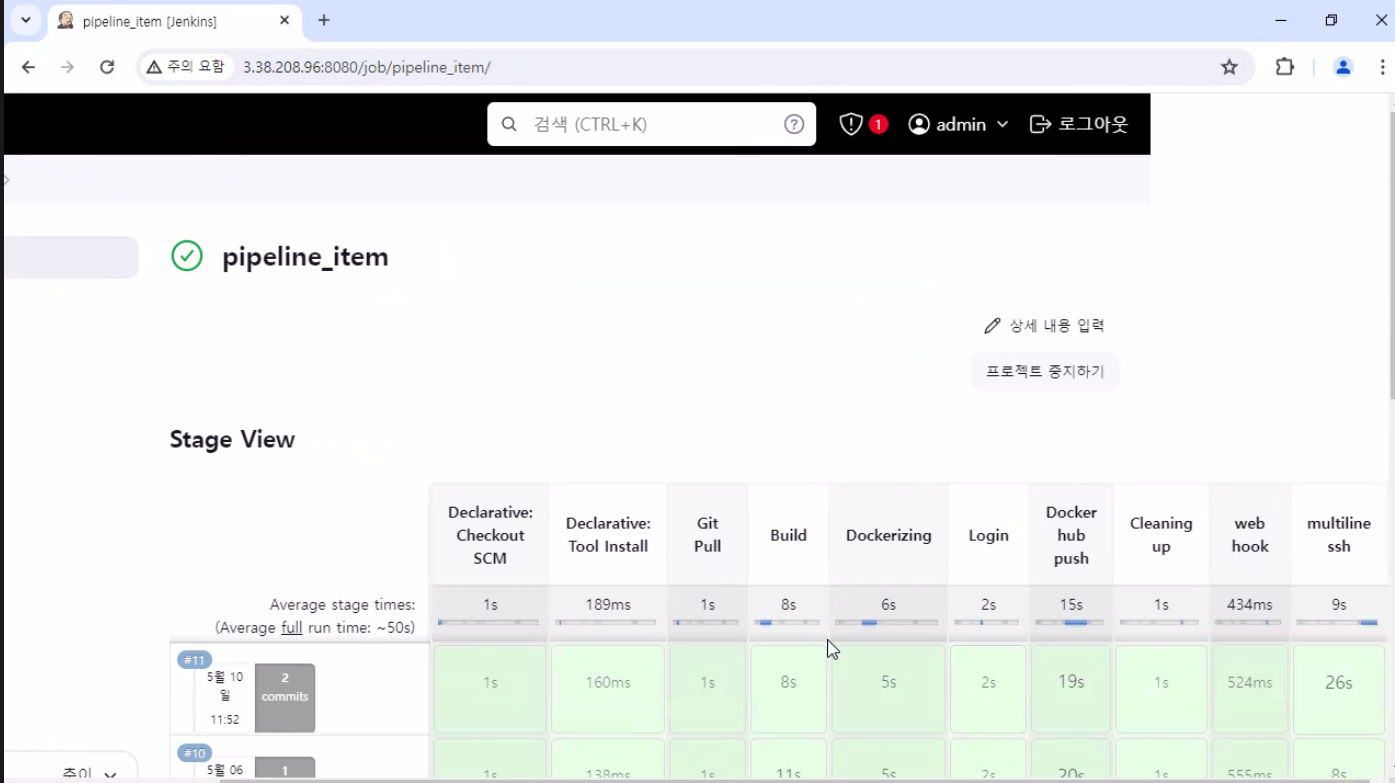 pipeline_item [Jenkins]
주의 요함
3.38.208.96:8080/job/pipeline_item/
검색 (CTRL+K)
1
admin
로그아웃
pipeline_item
상세 내용 입력
프로젝트 중지하기
Stage View
Declarative:
Checkout
SCM
Declarative:
Tool Install
Git
Pull
Build
Dockerizing
Login
Docker
hub
push
Cleaning
up
web
hook
multiline
ssh
Average stage times:
(Average full run time: ~50s)
1s
189ms
1s
8s
6s
2s
15s
1s
434ms
9s
#11
5월 10
일
11:52
2
commits
1s
160ms
1s
8s
5s
2s
19s
1s
524ms
26s
#10
5월 06
1
1s
138ms
1s
11s
5s
2s
20s
1s
555ms
8s
추이